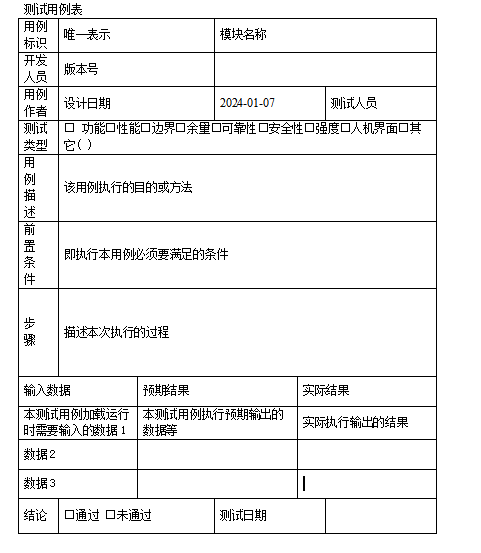 测试用例表
用例标识 唯一表示 模块名称
开发人员 版本号
用例作者 设计日期 2024-01-07 测试人员
测试类型 □ 功能□性能□边界□余量□可靠性□安全性□强度□人机界面□其
它( )
用例描述 该用例执行的目的或方法
前置条件 即执行本用例必须要满足的条件
步骤 描述本次执行的过程
输入数据 预期结果 实际结果
本测试用例加载运行 本测试用例执行预期输出的
时需要输入的数据1 数据等 实际执行输出的结果
数据2
数据3
结论 □通过 □未通过 测试日期